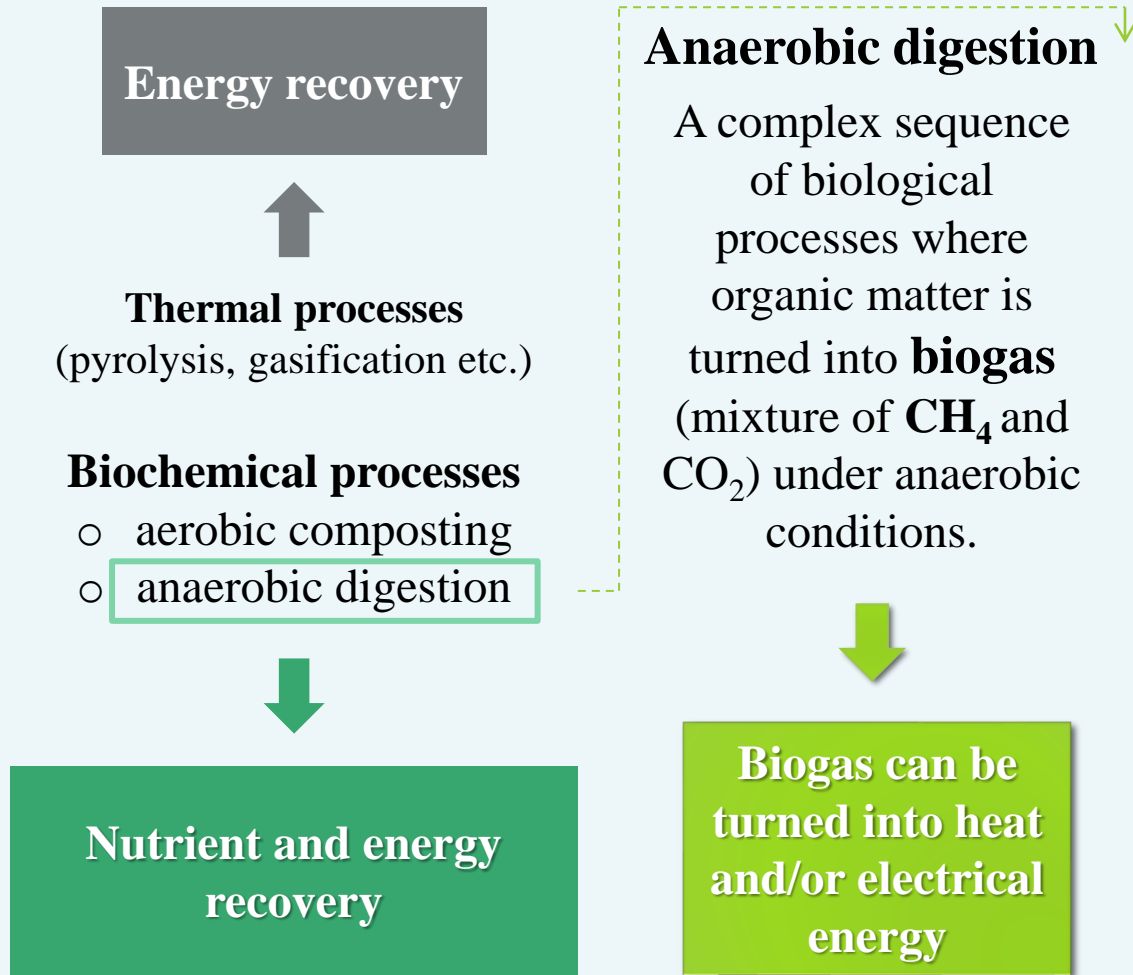 Energy recovery
Thermal processes
(pyrolysis, gasification etc.)
Biochemical processes
o aerobic composting
o anaerobic digestion
Nutrient and energy
recovery
Anaerobic digestion
A complex sequence
of biological
processes where
organic matter is
turned into biogas
(mixture of CH₄ and
CO₂) under anaerobic
conditions.
Biogas can be
turned into heat
and/or electrical
energy